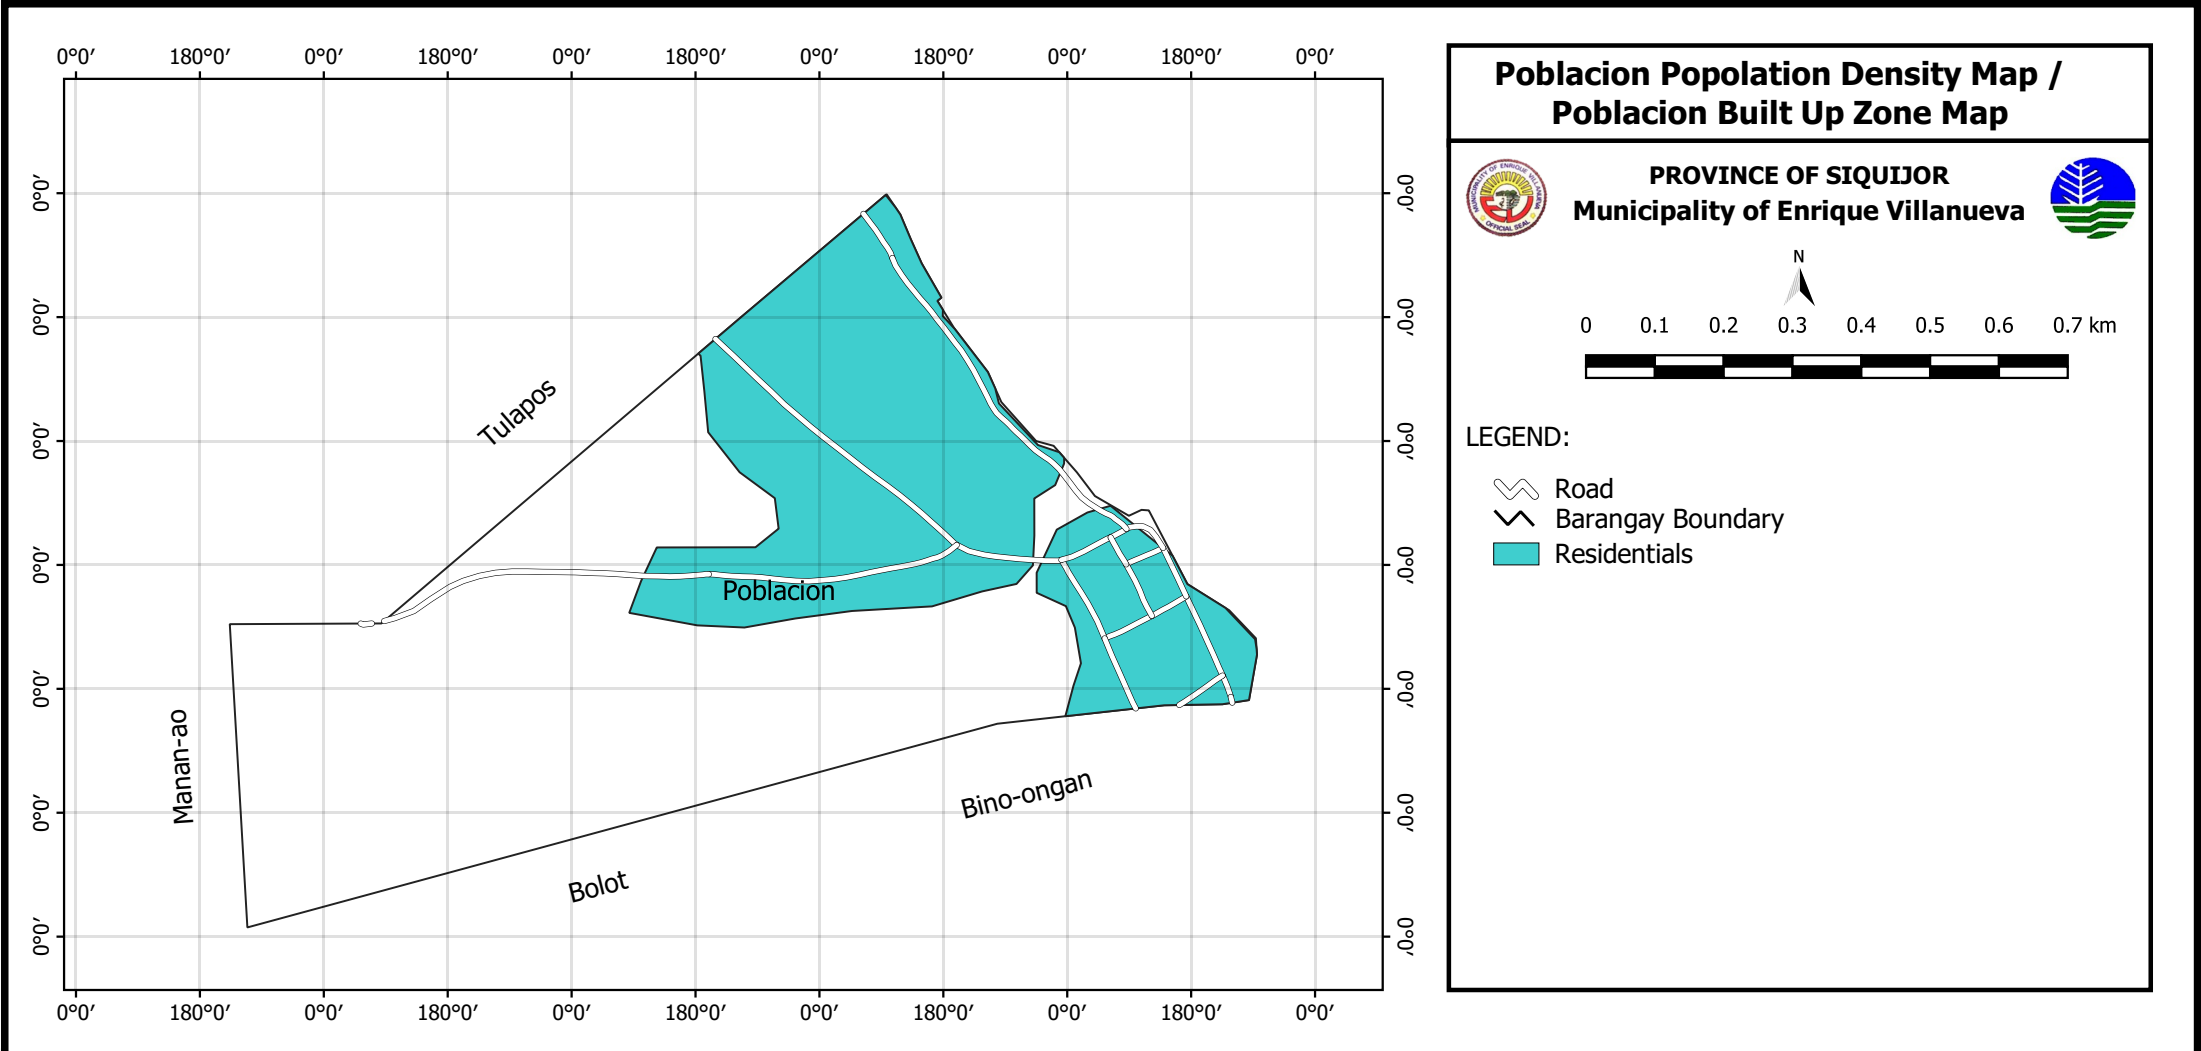 0°0′ 180°0′ 0°0′ 180°0′ 0°0′ 180°0′ 0°0′ 180°0′ 0°0′ 180°0′ 0°0′
0°0′ 0°0′
0°0′ 0°0′
0°0′ 0°0′
0°0′ 0°0′
0°0′ 0°0′
0°0′ 0°0′
0°0′ 0°0′
Tulapos
Poblacion
Manan-ao
Bino-ongan
Bolot
0°0′ 180°0′ 0°0′ 180°0′ 0°0′ 180°0′ 0°0′ 180°0′ 0°0′ 180°0′ 0°0′
Poblacion Popolation Density Map /
Poblacion Built Up Zone Map
MUNICIPALITY OF ENRIQUE VILLANUEVA
OFFICIAL SEAL
PROVINCE OF SIQUIJOR
Municipality of Enrique Villanueva
N
0 0.1 0.2 0.3 0.4 0.5 0.6 0.7 km
LEGEND:
Road
Barangay Boundary
Residentials